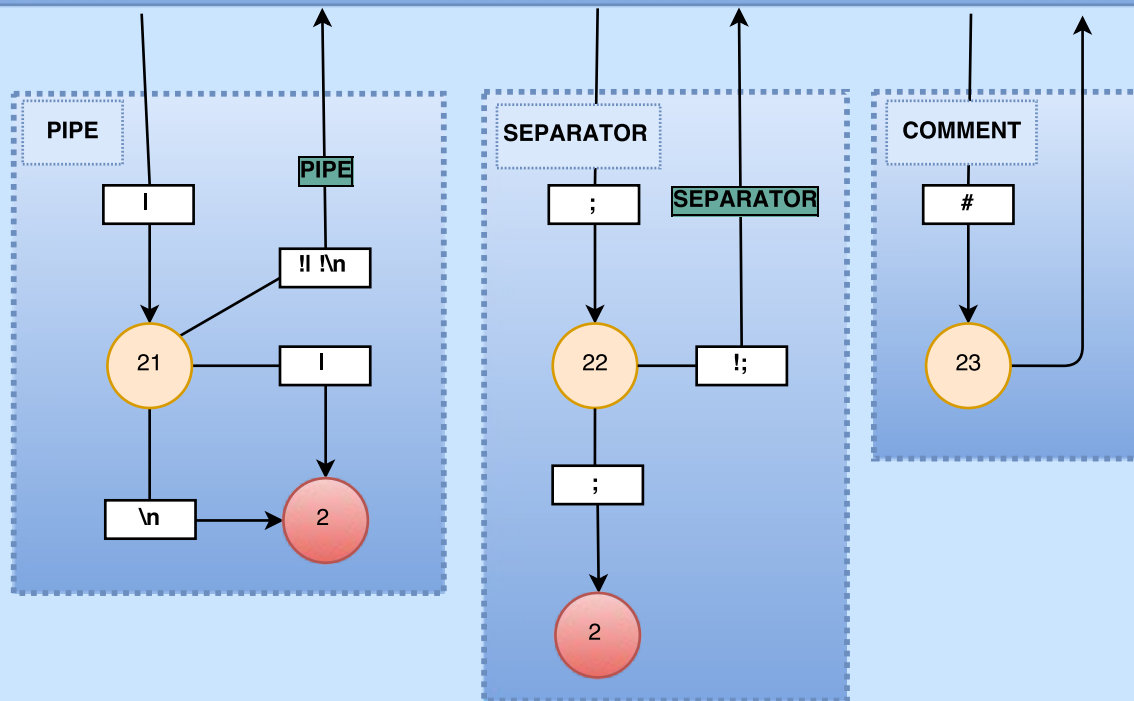 PIPE
|
PIPE
!| !\n
21
|
\n
2
SEPARATOR
;
SEPARATOR
22
!;
;
2
COMMENT
#
23